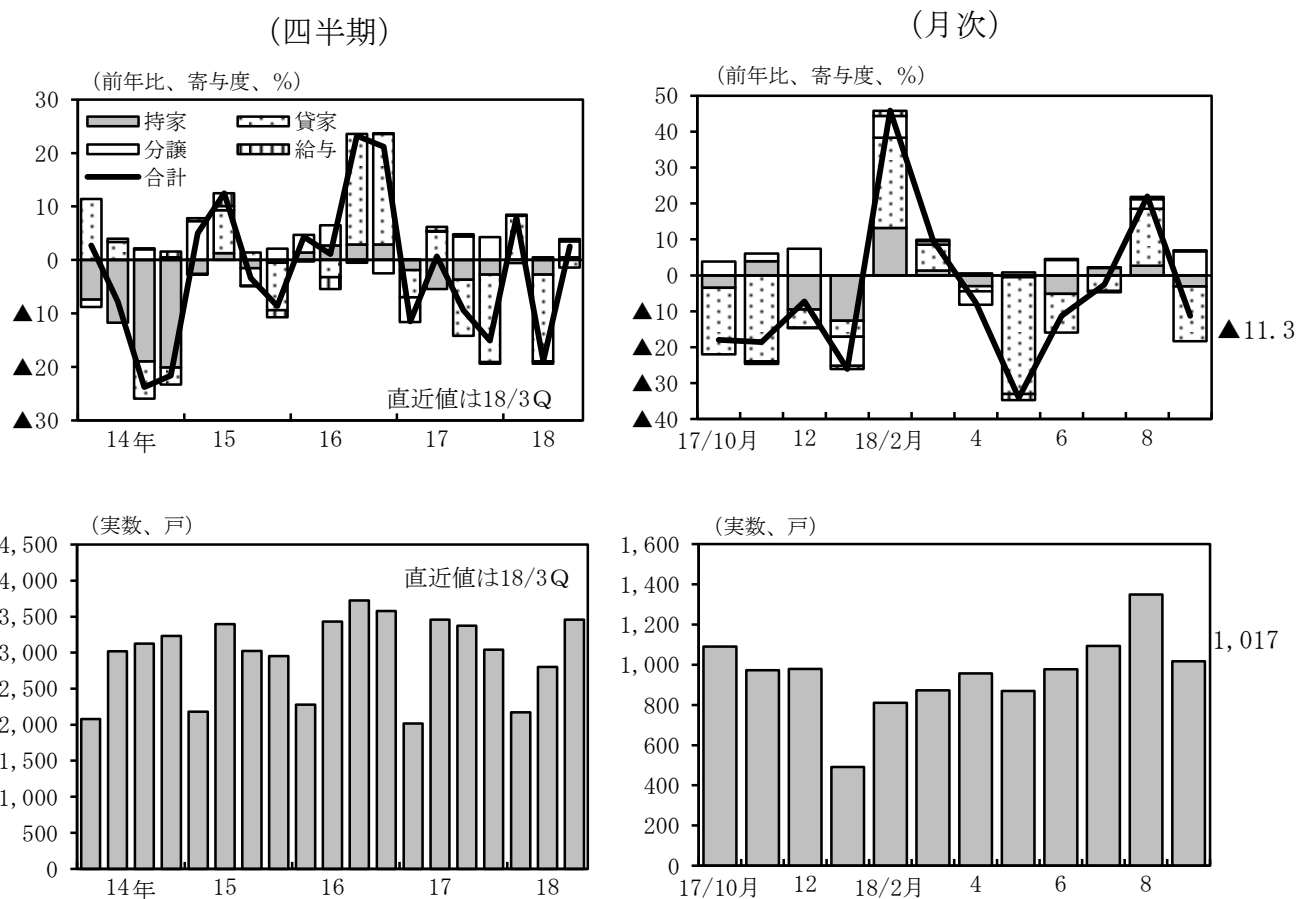 (四半期)
(前年比、寄与度、%)
30
20
10
0
▲10
▲20
▲30
持家
貸家
分譲
給与
合計
直近値は18/3Q
14年 15 16 17 18
(月次)
(前年比、寄与度、%)
50
40
30
20
10
0
▲10
▲20
▲30
▲40
▲11.3
17/10月 12 18/2月 4 6 8
(実数、戸)
4,500
4,000
3,500
3,000
2,500
2,000
1,500
1,000
500
0
直近値は18/3Q
14年 15 16 17 18
(実数、戸)
1,600
1,400
1,200
1,000
800
600
400
200
0
1,017
17/10月 12 18/2月 4 6 8